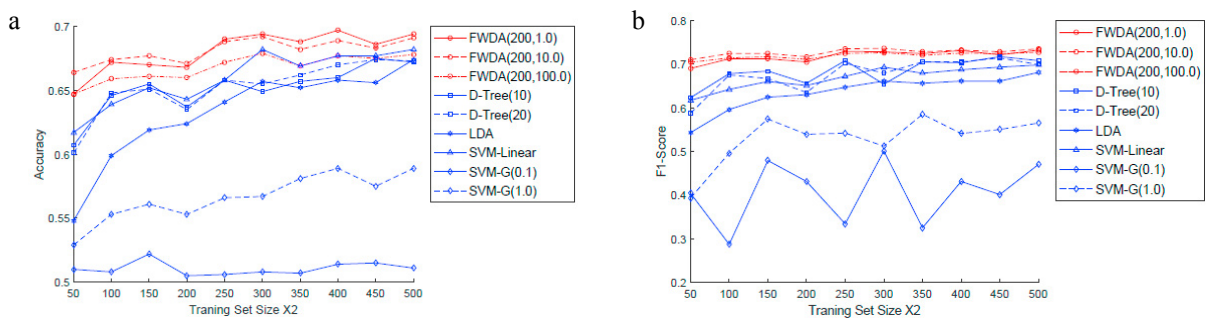 a
0.7
0.65
0.6
0.55
0.5
Accuracy
50 100 150 200 250 300 350 400 450 500
Traning Set Size X2
FWDA(200,1.0)
FWDA(200,10.0)
FWDA(200,100.0)
D-Tree(10)
D-Tree(20)
LDA
SVM-Linear
SVM-G(0.1)
SVM-G(1.0)
b
0.8
0.7
0.6
0.5
0.4
0.3
0.2
F1-Score
50 100 150 200 250 300 350 400 450 500
Traning Set Size X2
FWDA(200,1.0)
FWDA(200,10.0)
FWDA(200,100.0)
D-Tree(10)
D-Tree(20)
LDA
SVM-Linear
SVM-G(0.1)
SVM-G(1.0)